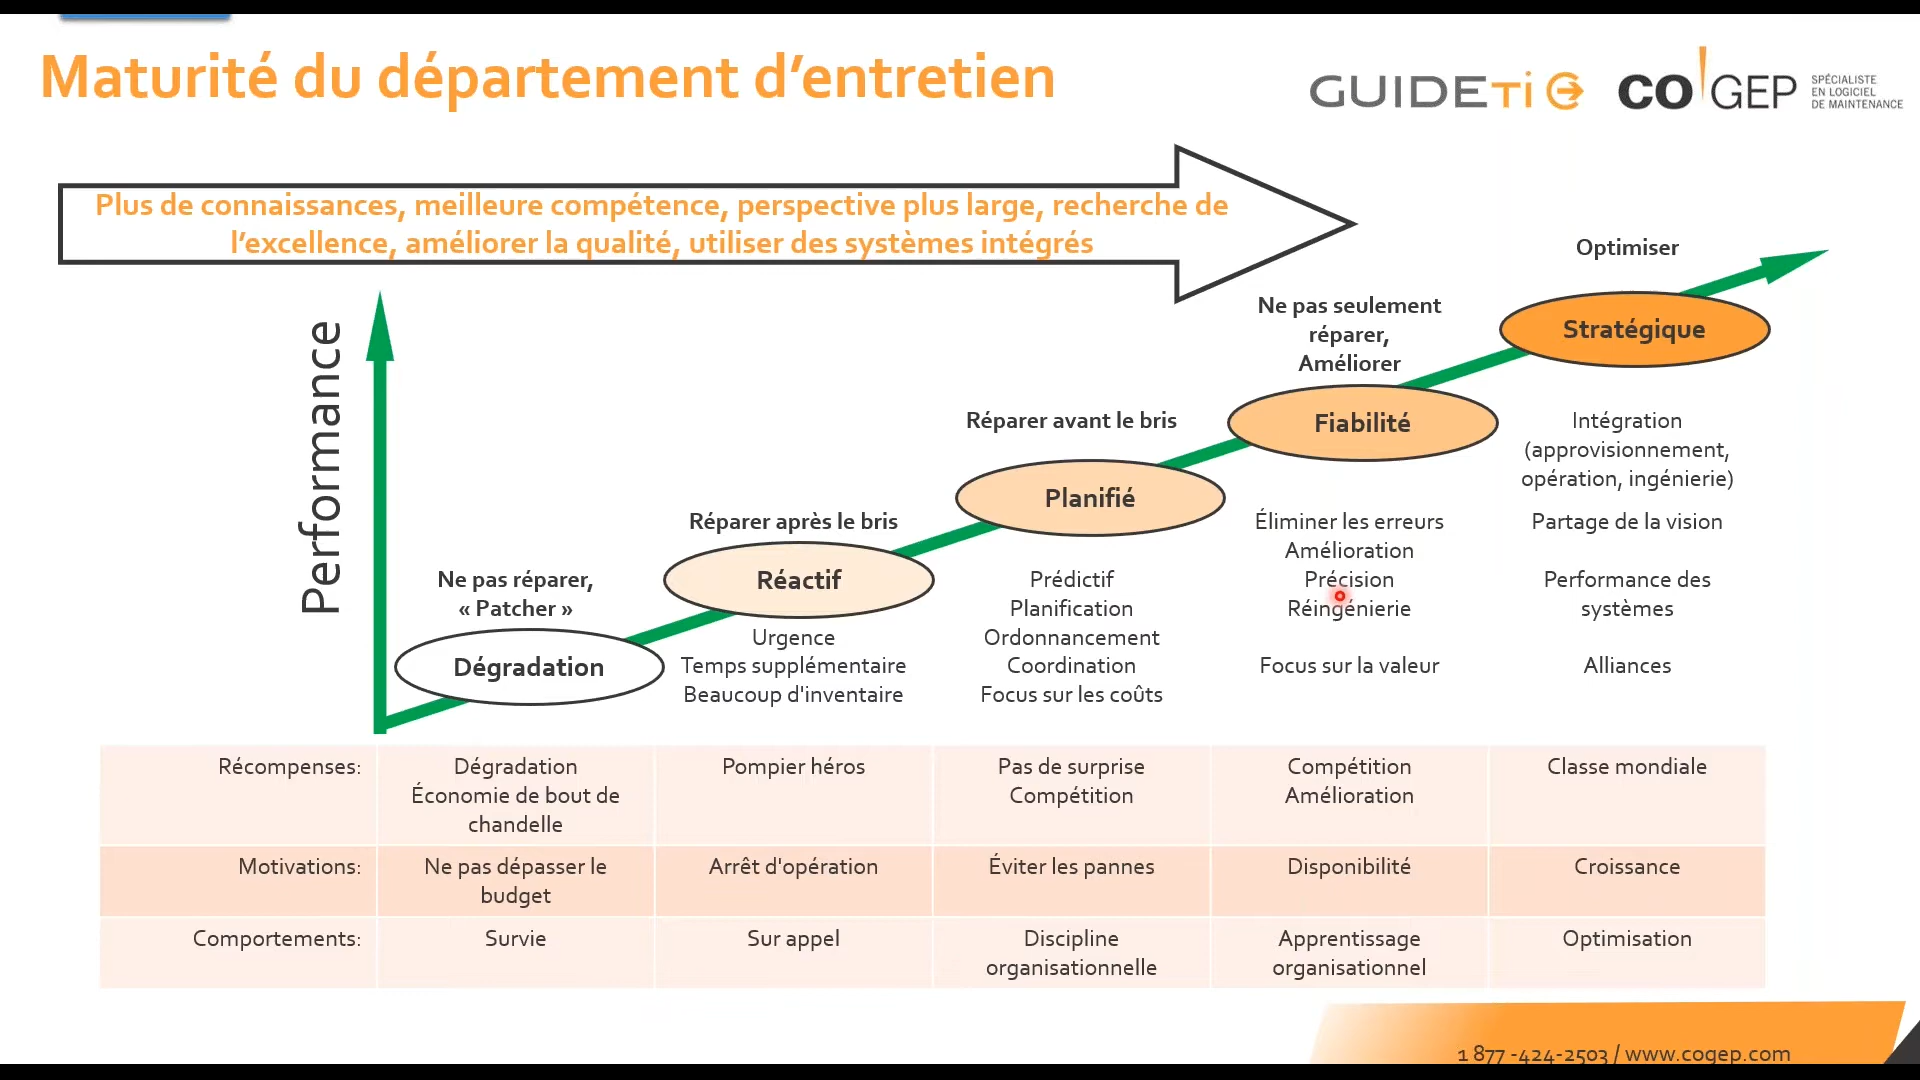 Maturité du département d’entretien
GUIDETi
CO GEP
SPÉCIALISTE
EN LOGICIEL
DE MAINTENANCE
Plus de connaissances, meilleure compétence, perspective plus large, recherche de
l’excellence, améliorer la qualité, utiliser des systèmes intégrés
Performance
Ne pas réparer,
« Patcher »
Dégradation
Réparer après le bris
Réactif
Urgence
Temps supplémentaire
Beaucoup d'inventaire
Réparer avant le bris
Planifié
Prédictif
Planification
Ordonnancement
Coordination
Focus sur les coûts
Ne pas seulement
réparer,
Améliorer
Fiabilité
Éliminer les erreurs
Amélioration
Précision
Réingénierie
Focus sur la valeur
Optimiser
Stratégique
Intégration
(approvisionnement,
opération, ingénierie)
Partage de la vision
Performance des
systèmes
Alliances
Récompenses:
Dégradation
Économie de bout de
chandelle
Pompier héros
Pas de surprise
Compétition
Compétition
Amélioration
Classe mondiale
Motivations:
Ne pas dépasser le
budget
Arrêt d'opération
Éviter les pannes
Disponibilité
Croissance
Comportements:
Survie
Sur appel
Discipline
organisationnelle
Apprentissage
organisationnel
Optimisation
1 877 -424-2503 / www.cogep.com